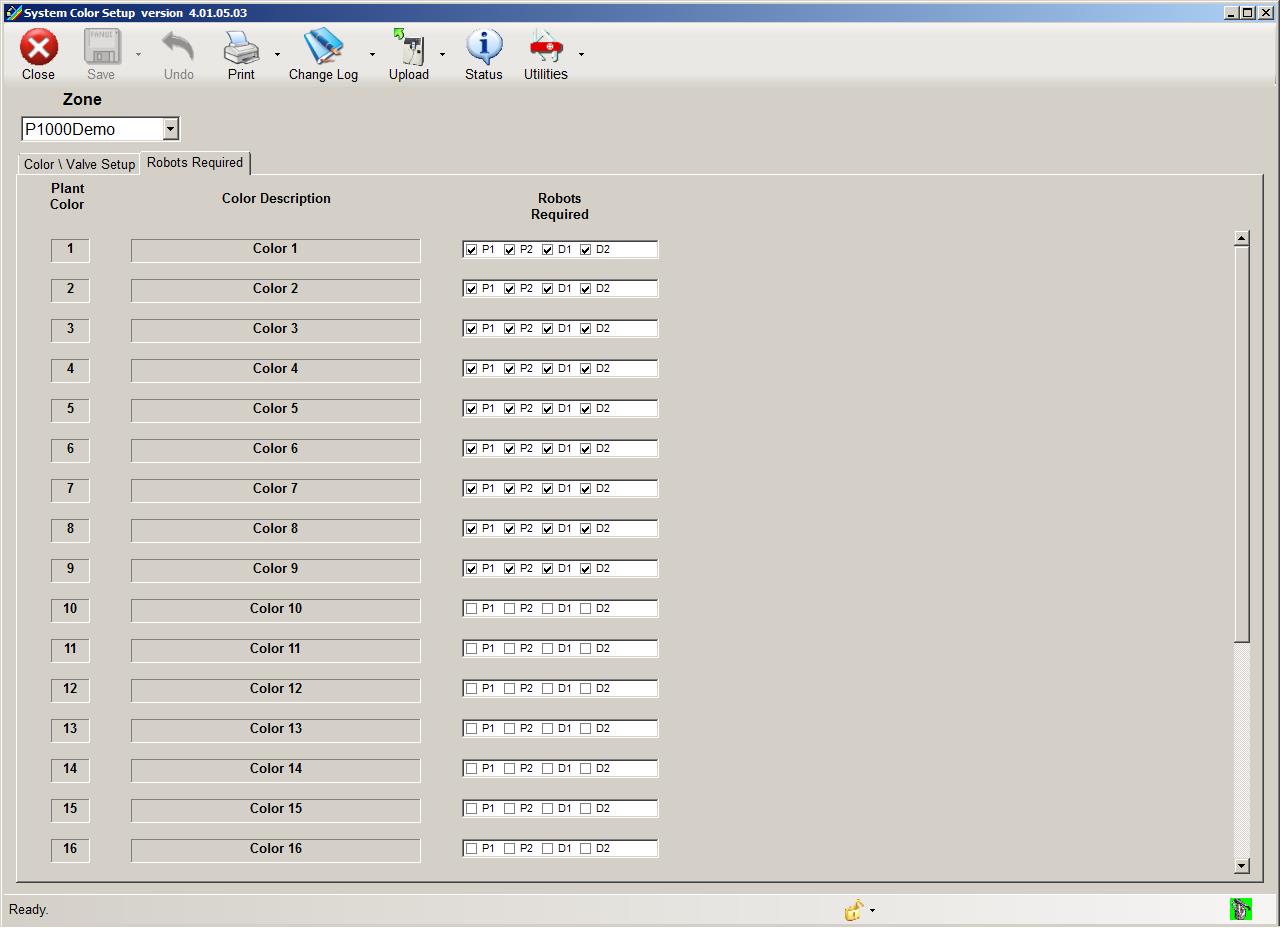 System Color Setup version 4.01.05.03
Close Save Undo Print Change Log Upload Status Utilities
Zone
P1000Demo
Color \ Valve Setup Robots Required
Plant Color Color Description Robots Required
1 Color 1 P1 P2 D1 D2
2 Color 2 P1 P2 D1 D2
3 Color 3 P1 P2 D1 D2
4 Color 4 P1 P2 D1 D2
5 Color 5 P1 P2 D1 D2
6 Color 6 P1 P2 D1 D2
7 Color 7 P1 P2 D1 D2
8 Color 8 P1 P2 D1 D2
9 Color 9 P1 P2 D1 D2
10 Color 10 P1 P2 D1 D2
11 Color 11 P1 P2 D1 D2
12 Color 12 P1 P2 D1 D2
13 Color 13 P1 P2 D1 D2
14 Color 14 P1 P2 D1 D2
15 Color 15 P1 P2 D1 D2
16 Color 16 P1 P2 D1 D2
Ready.